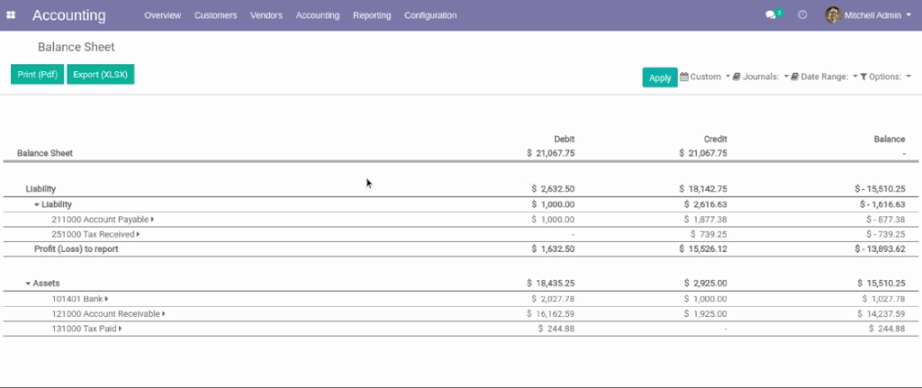 Accounting Overview Customers Vendors Accounting Reporting Configuration 3 Mitchell Admin
Balance Sheet
Print (Pdf) Export (XLSX) Apply Custom Journals: Date Range: Options:
Debit Credit Balance
Balance Sheet $ 21,067.75 $ 21,067.75 -
Liability $ 2,632.50 $ 18,142.75 $ - 15,510.25
Liability $ 1,000.00 $ 2,616.63 $ - 1,616.63
211000 Account Payable $ 1,000.00 $ 1,877.38 $ - 877.38
251000 Tax Received - $ 739.25 $ - 739.25
Profit (Loss) to report $ 1,632.50 $ 15,526.12 $ - 13,893.62
Assets $ 18,435.25 $ 2,925.00 $ 15,510.25
101401 Bank $ 2,027.78 $ 1,000.00 $ 1,027.78
121000 Account Receivable $ 16,162.59 $ 1,925.00 $ 14,237.59
131000 Tax Paid $ 244.88 - $ 244.88